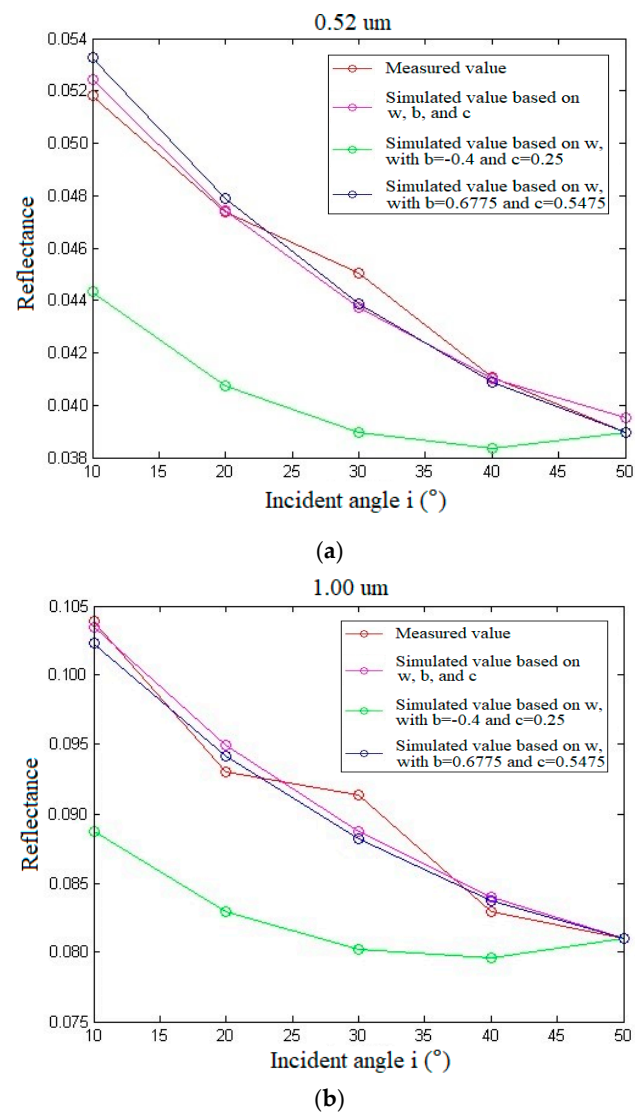 0.52 um
0.054
0.052
0.050
0.048
0.046
0.044
0.042
0.040
0.038
Reflectance
Measured value
Simulated value based on
w, b, and c
Simulated value based on w,
with b=-0.4 and c=0.25
Simulated value based on w,
with b=0.6775 and c=0.5475
10 15 20 25 30 35 40 45 50
Incident angle i (°)
(a)
1.00 um
0.105
0.100
0.095
0.090
0.085
0.080
0.075
Reflectance
Measured value
Simulated value based on
w, b, and c
Simulated value based on w,
with b=-0.4 and c=0.25
Simulated value based on w,
with b=0.6775 and c=0.5475
10 15 20 25 30 35 40 45 50
Incident angle i (°)
(b)